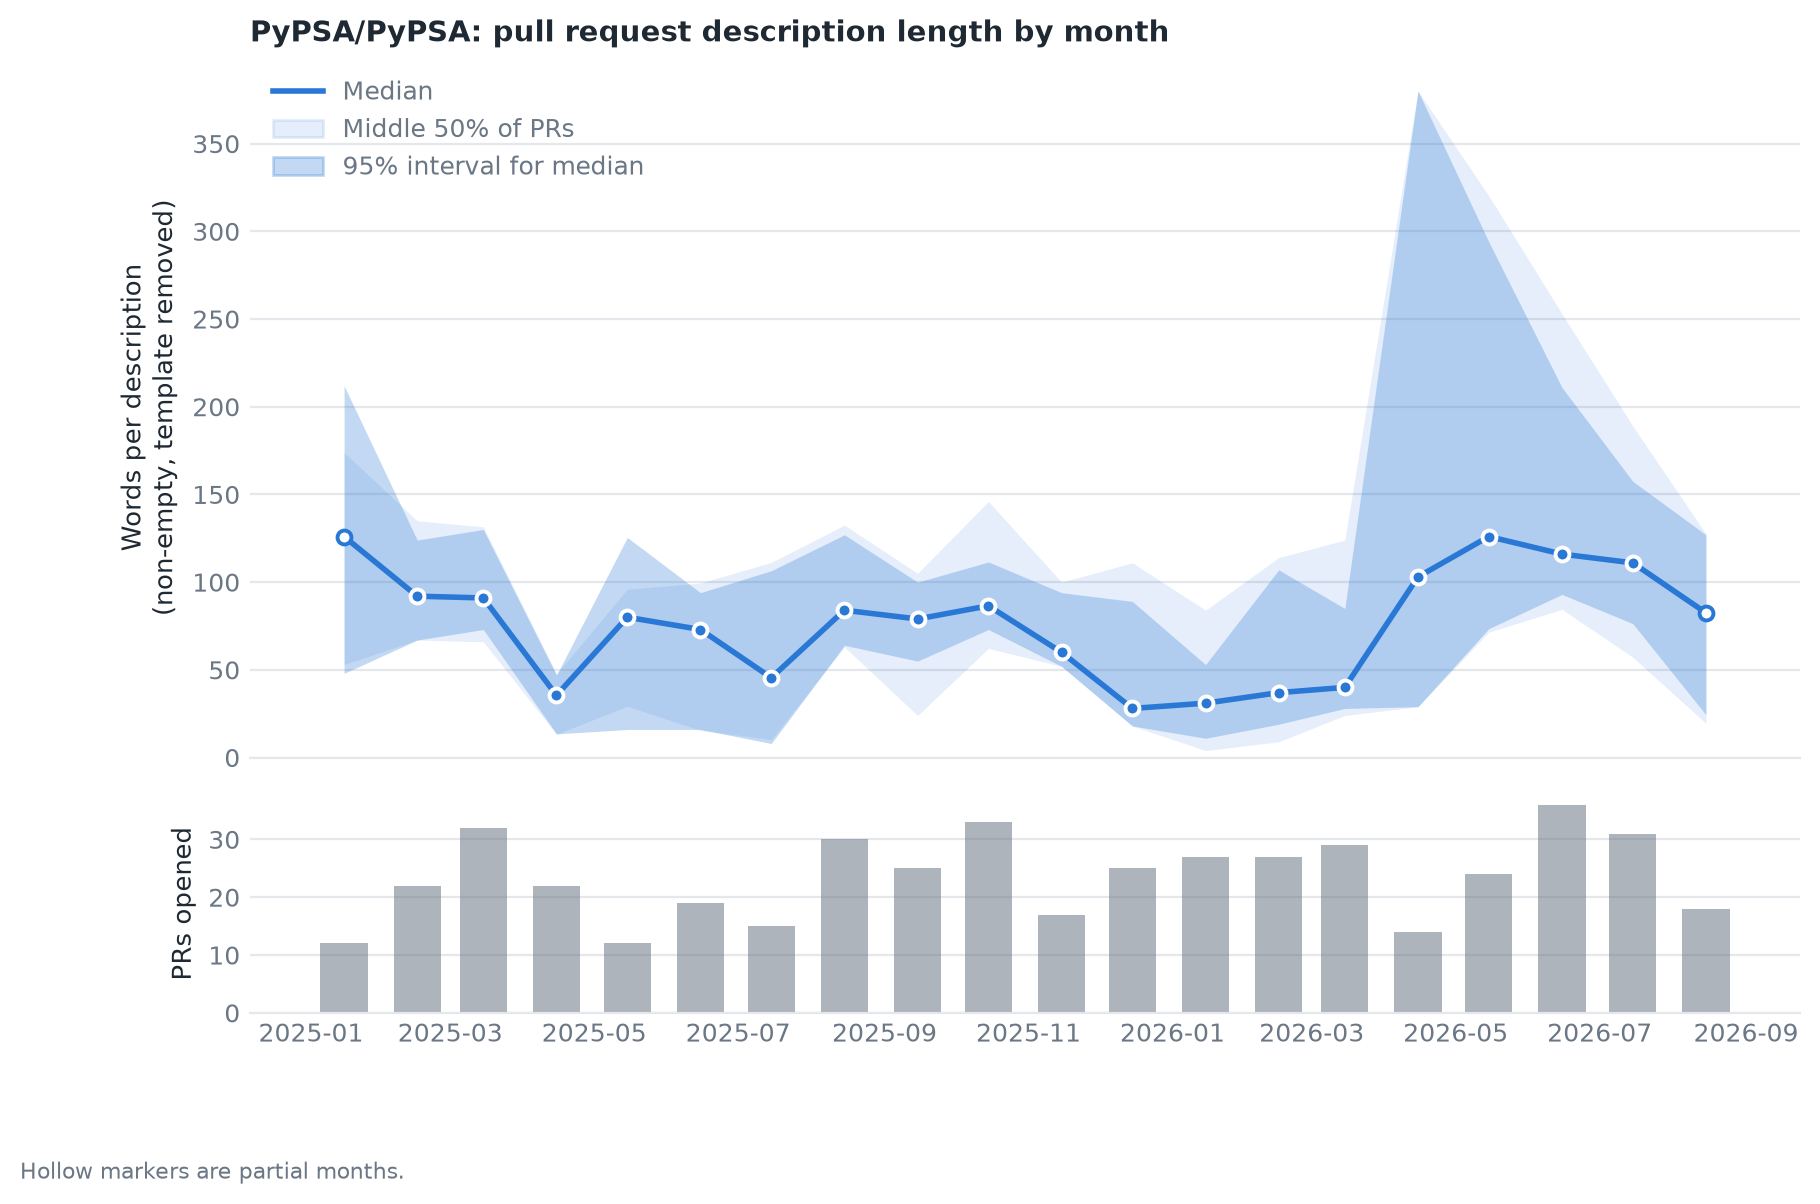 PyPSA/PyPSA: pull request description length by month
Median
Middle 50% of PRs
95% interval for median
Words per description
(non-empty, template removed)
350
300
250
200
150
100
50
0
PRs opened
30
20
10
0
2025-01 2025-03 2025-05 2025-07 2025-09 2025-11 2026-01 2026-03 2026-05 2026-07 2026-09
Hollow markers are partial months.